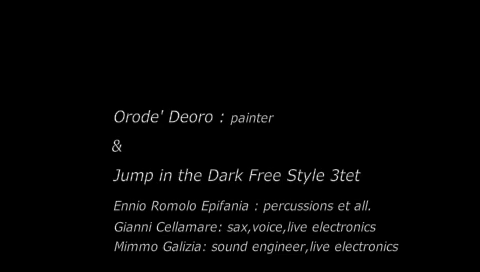 Orode' Deoro : painter
&
Jump in the Dark Free Style 3tet
Ennio Romolo Epifania : percussions et all.
Gianni Cellamare: sax,voice,live electronics
Mimmo Galizia: sound engineer,live electronics